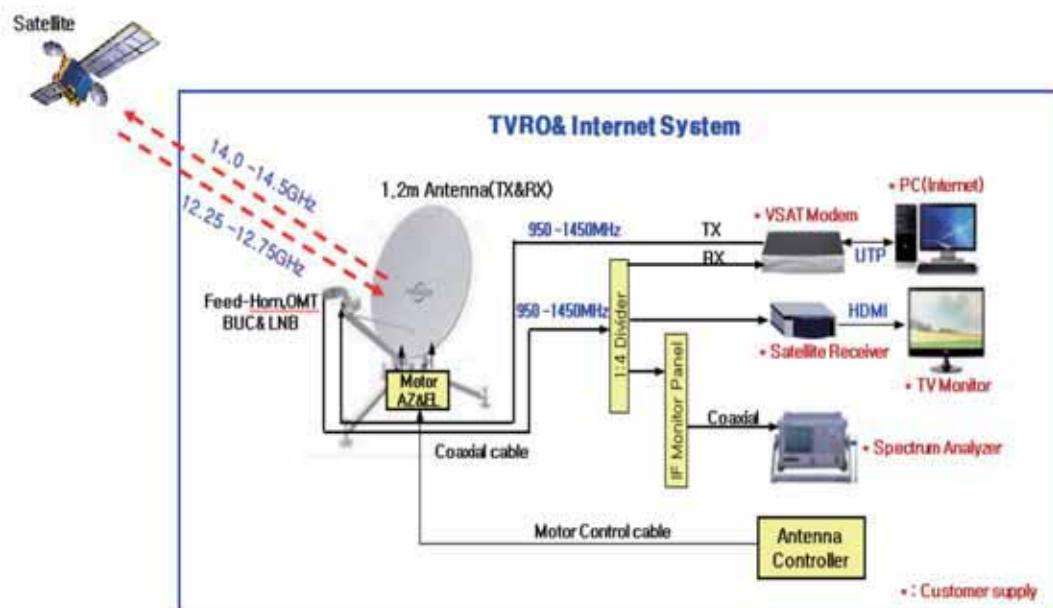 Satellite
TVRO& Internet System
14.0 -14.5GHz
12.25 -12.75GHz
1,2m Antenna(TX&RX)
Feed-Horn,OMT
BUC& LNB
Motor
AZ&EL
Coaxial cable
950 -1450MHz
TX
RX
950 -1450MHz
1:4 Divider
IF Monitor Panel
• VSAT Modem
• PC(Internet)
UTP
HDMI
• Satellite Receiver
• TV Monitor
Coaxial
• Spectrum Analyzer
Motor Control cable
Antenna
Controller
• : Customer supply